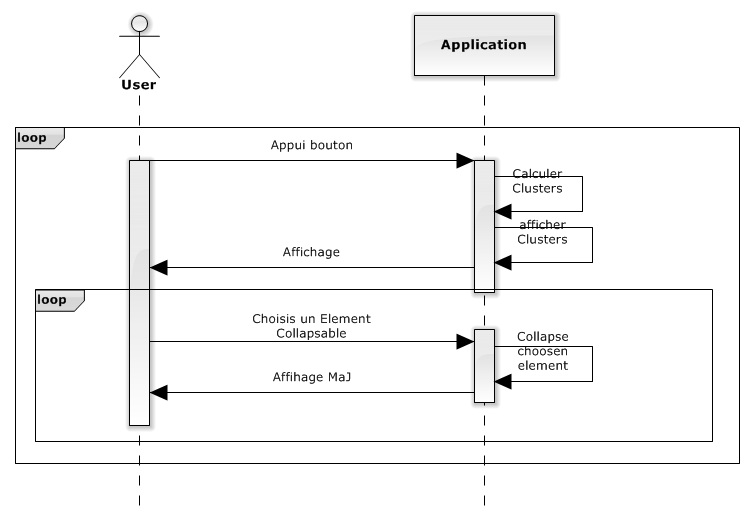 User
Application
loop
Appui bouton
Calculer
Clusters
afficher
Clusters
Affichage
loop
Choisis un Element
Collapsable
Collapse
choosen
element
Affihage MaJ